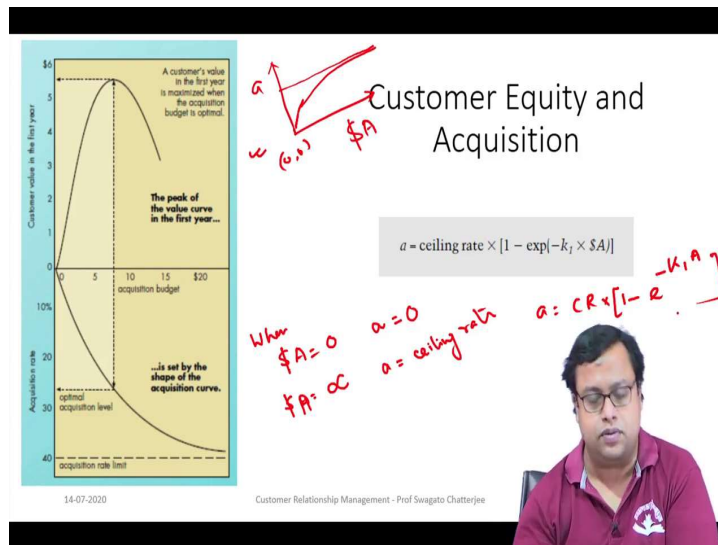 $6
5
4
3
2
1
0
Customer value in the first year
A customer's value
in the first year
is maximized when
the acquisition
budget is optimal.
The peak of
the value curve
in the first year...
0 5 10 15 $20
acquisition budget
10%
20
30
40
Acquisition rate
...is set by the
shape of the
acquisition curve.
optimal
acquisition level
acquisition rate limit
a
(0,0)
$A
Customer Equity and
Acquisition
a = ceiling rate × [1 − exp(−k₁ × $A)]
When
$A = 0 a = 0
$A = ∝ a = ceiling rate
a = CR × [1 - e^-K₁A]
14-07-2020
Customer Relationship Management - Prof Swagato Chatterjee